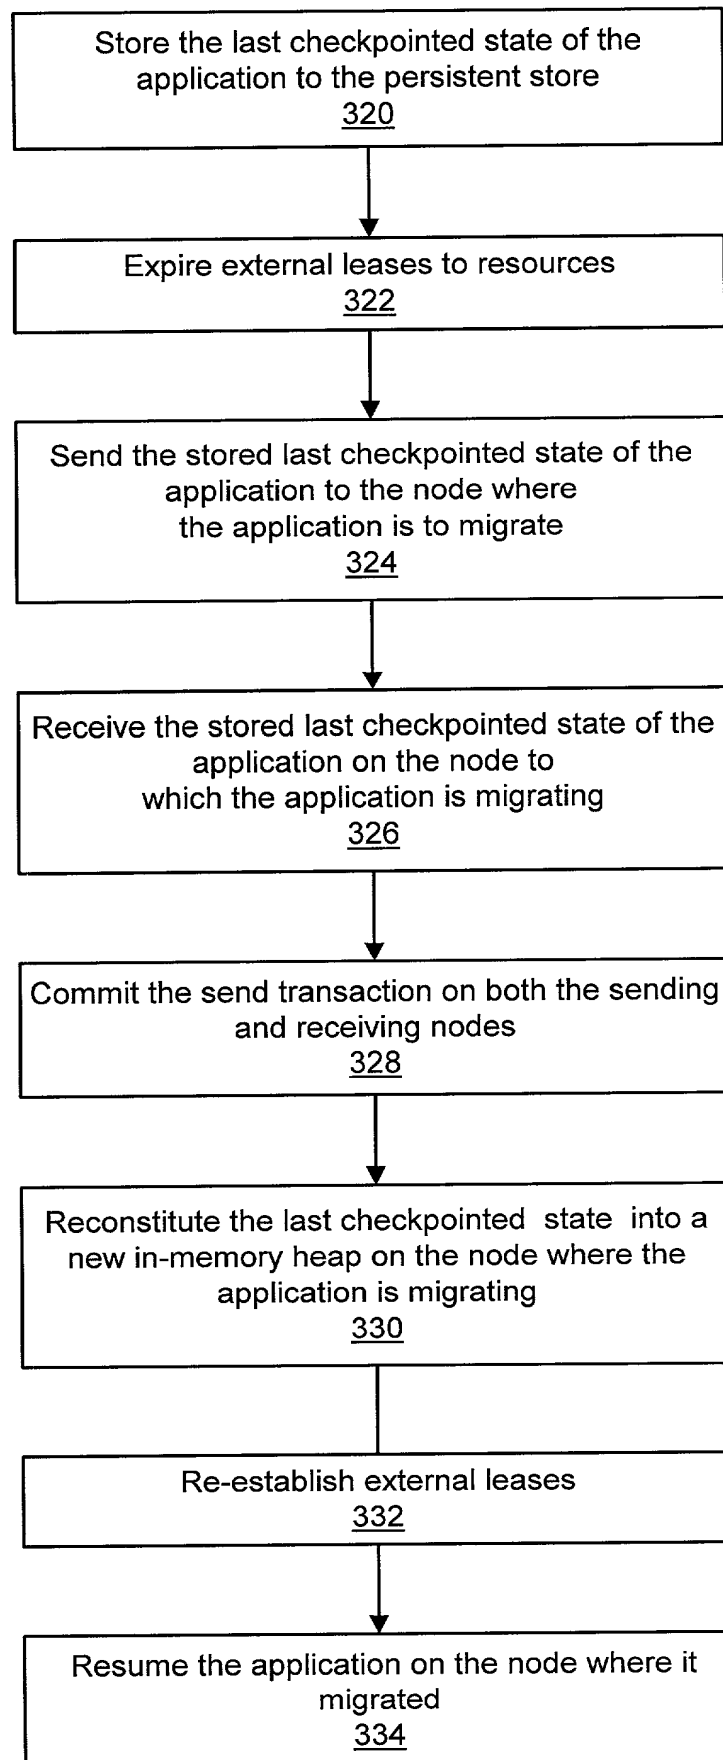 Store the last checkpointed state of the
application to the persistent store
320
Expire external leases to resources
322
Send the stored last checkpointed state of the
application to the node where
the application is to migrate
324
Receive the stored last checkpointed state of the
application on the node to
which the application is migrating
326
Commit the send transaction on both the sending
and receiving nodes
328
Reconstitute the last checkpointed state into a
new in-memory heap on the node where the
application is migrating
330
Re-establish external leases
332
Resume the application on the node where it
migrated
334